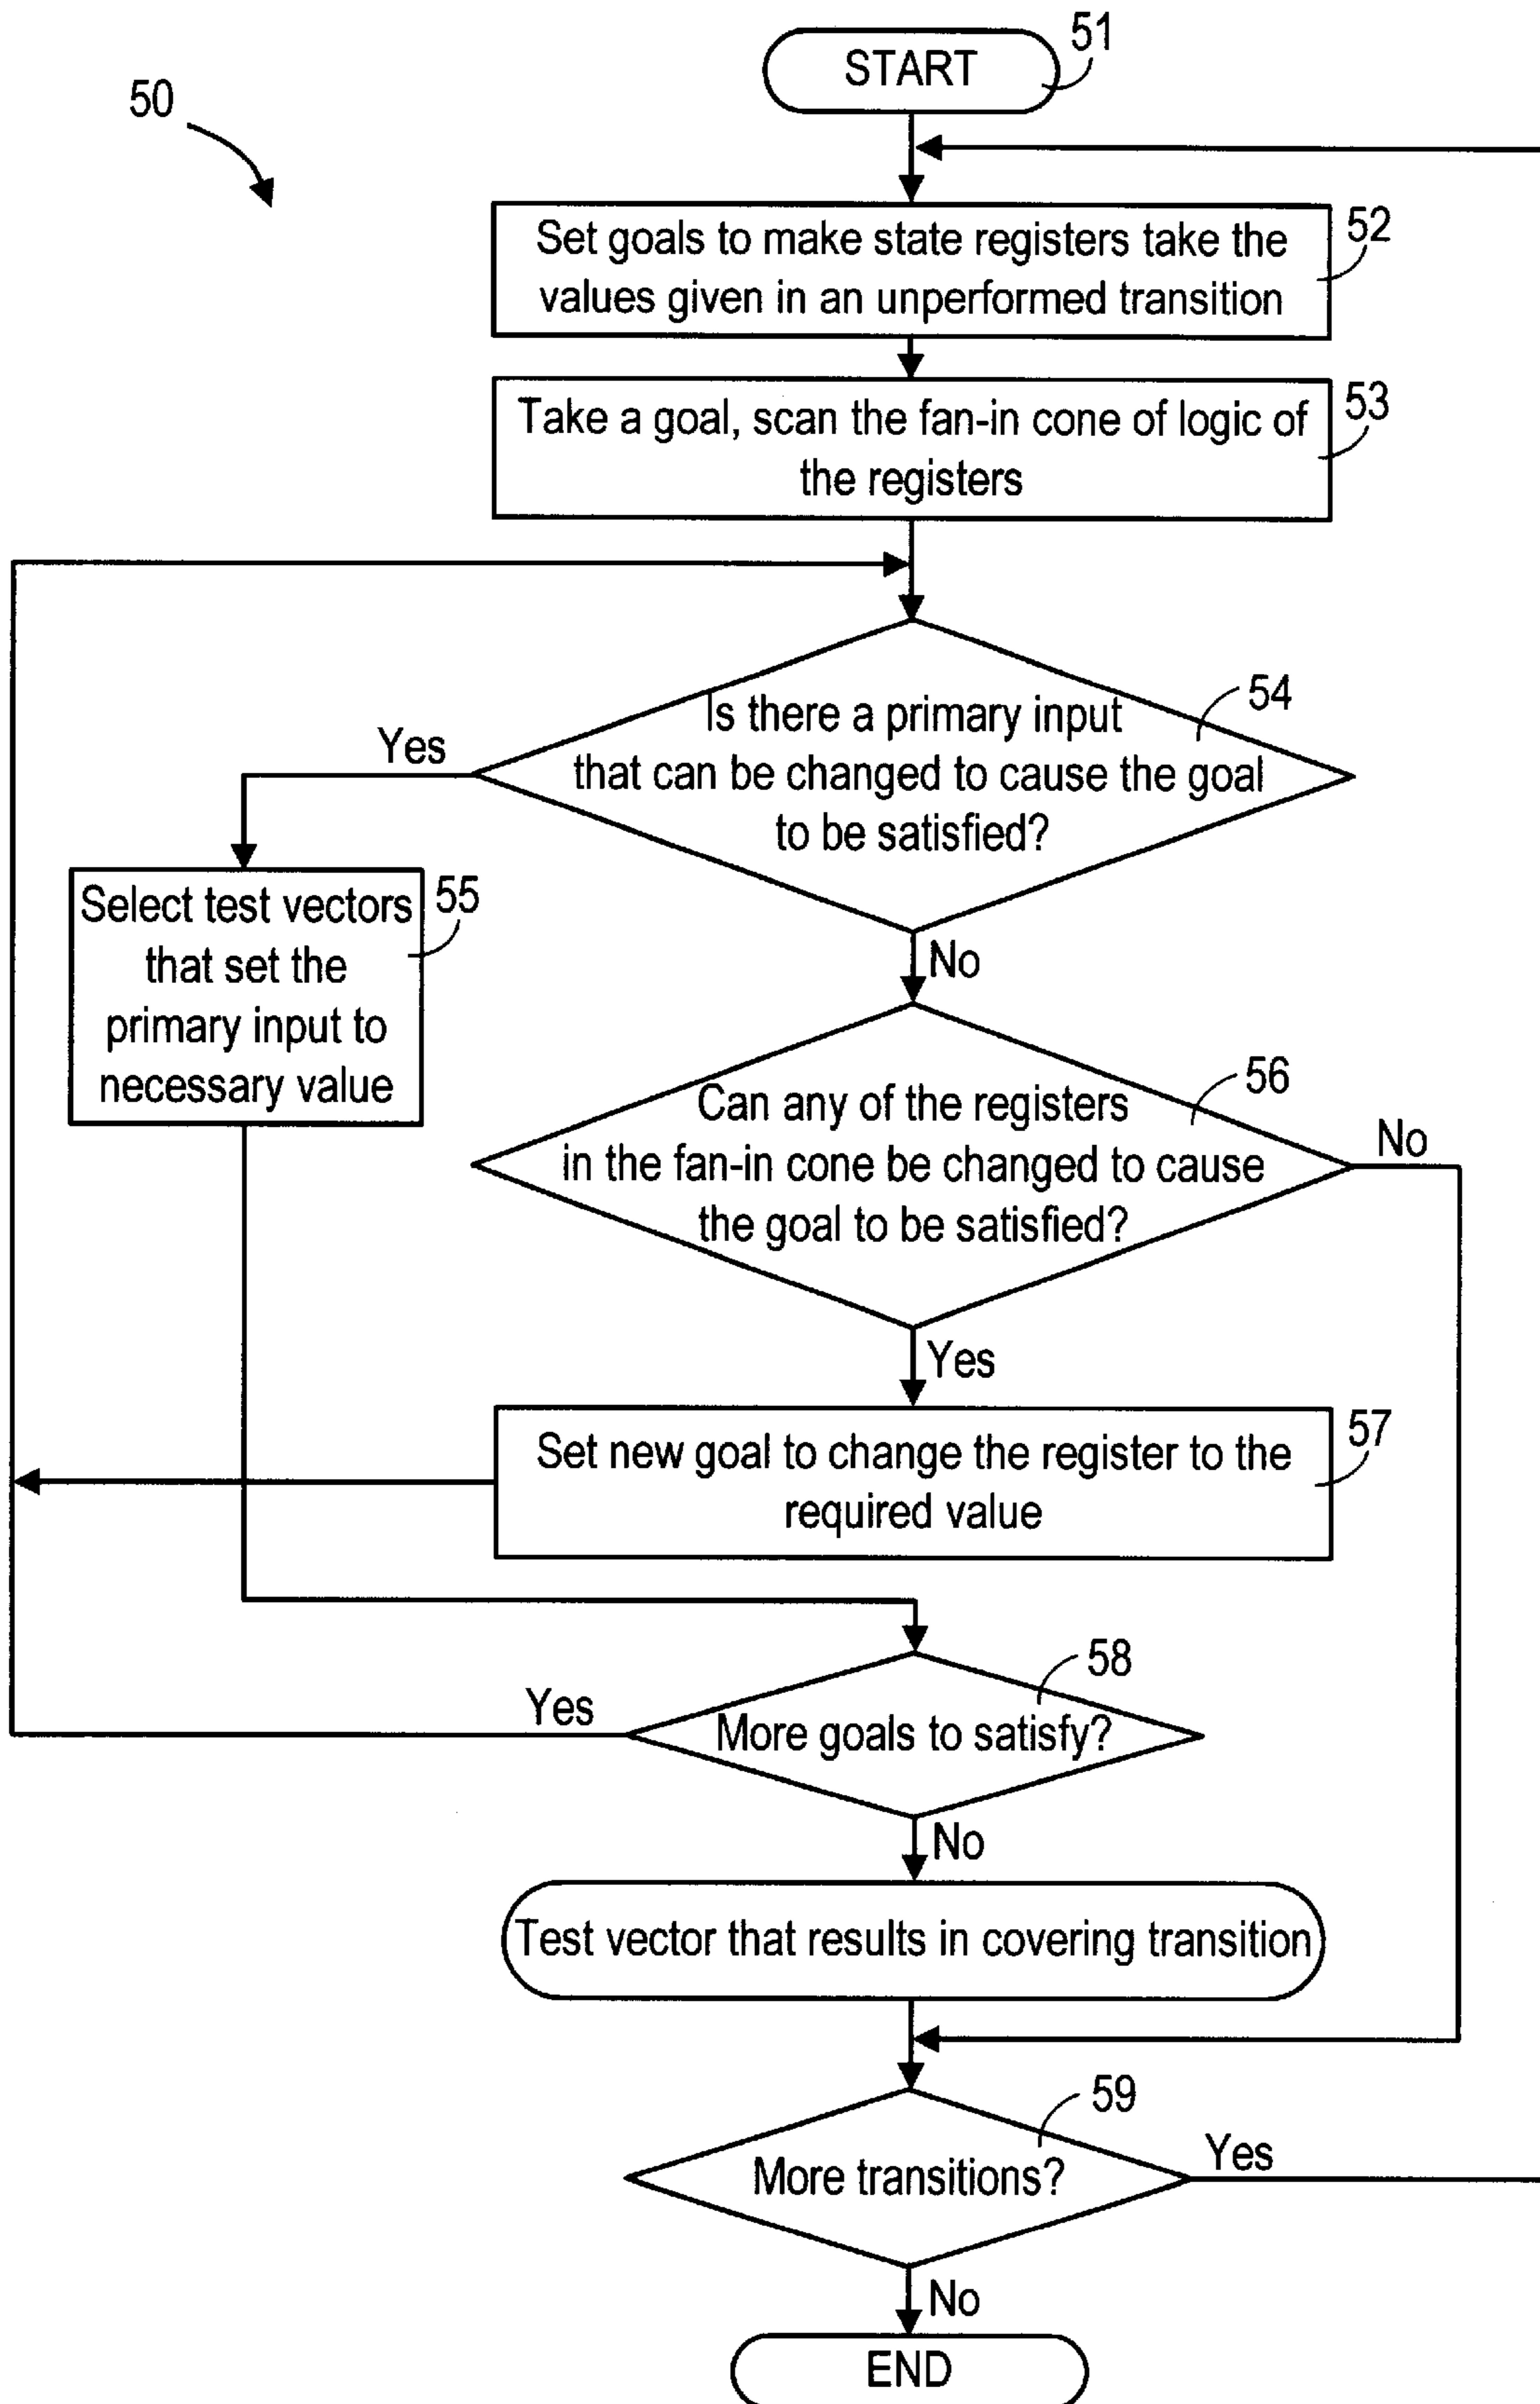 51
START
50
52
Set goals to make state registers take the
values given in an unperformed transition
53
Take a goal, scan the fan-in cone of logic of
the registers
54
Is there a primary input
that can be changed to cause the goal
to be satisfied?
Yes
Select test vectors
that set the
primary input to
necessary value
55
No
56
Can any of the registers
in the fan-in cone be changed to cause
the goal to be satisfied?
No
Yes
57
Set new goal to change the register to the
required value
58
Yes
More goals to satisfy?
No
Test vector that results in covering transition
59
More transitions?
Yes
No
END